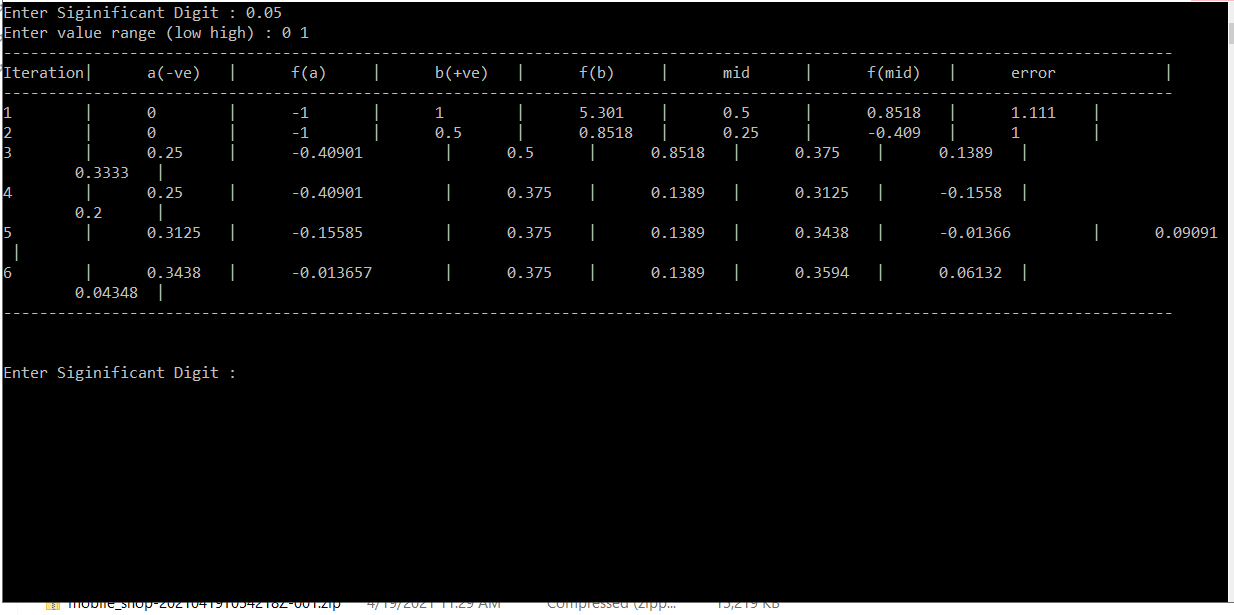 Enter Siginificant Digit : 0.05
Enter value range (low high) : 0 1
----------------------------------------------------------------------------------------------------------------------------------
Iteration|	a(-ve)	|	f(a)	|	b(+ve)	|	f(b)	|	mid	|	f(mid)	|	error	|
----------------------------------------------------------------------------------------------------------------------------------
1	|	0	|	-1	|	1	|	5.301	|	0.5	|	0.8518	|	1.111	|
2	|	0	|	-1	|	0.5	|	0.8518	|	0.25	|	-0.409	|	1	|
3	|	0.25	|	-0.40901	|	0.5	|	0.8518	|	0.375	|	0.1389	|
0.3333	|
4	|	0.25	|	-0.40901	|	0.375	|	0.1389	|	0.3125	|	-0.1558	|
0.2	|
5	|	0.3125	|	-0.15585	|	0.375	|	0.1389	|	0.3438	|	-0.01366	|	0.09091
|
6	|	0.3438	|	-0.013657	|	0.375	|	0.1389	|	0.3594	|	0.06132	|
0.04348	|
----------------------------------------------------------------------------------------------------------------------------------
Enter Siginificant Digit :
mobile_shop-20210419T054218Z-001.zip	4/19/2021 11:29 AM	Compressed (zipp...	15,219 KB